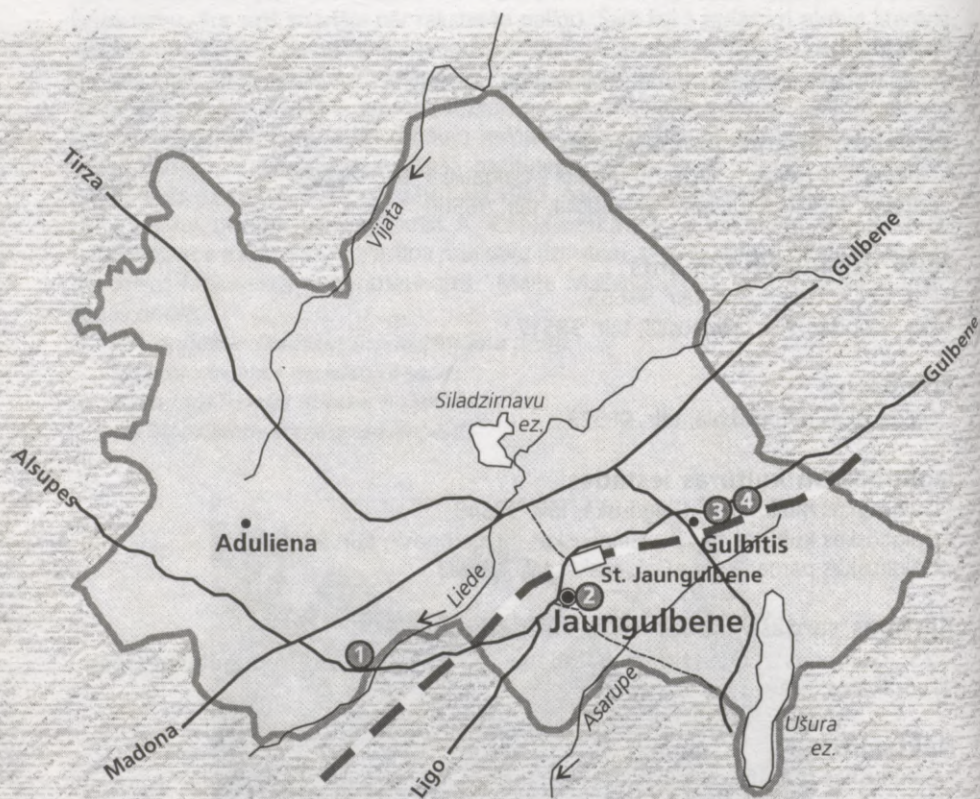 Tirza
Vijata
Gulbene
Gulbene
Siladzirnavu
ez.
Alsupes
Aduliena
3
4
Gulbitis
St. Jaungulbene
Liede
2
Jaungulbene
1
Asarupe
Ušura
ez.
Madona
Ligo